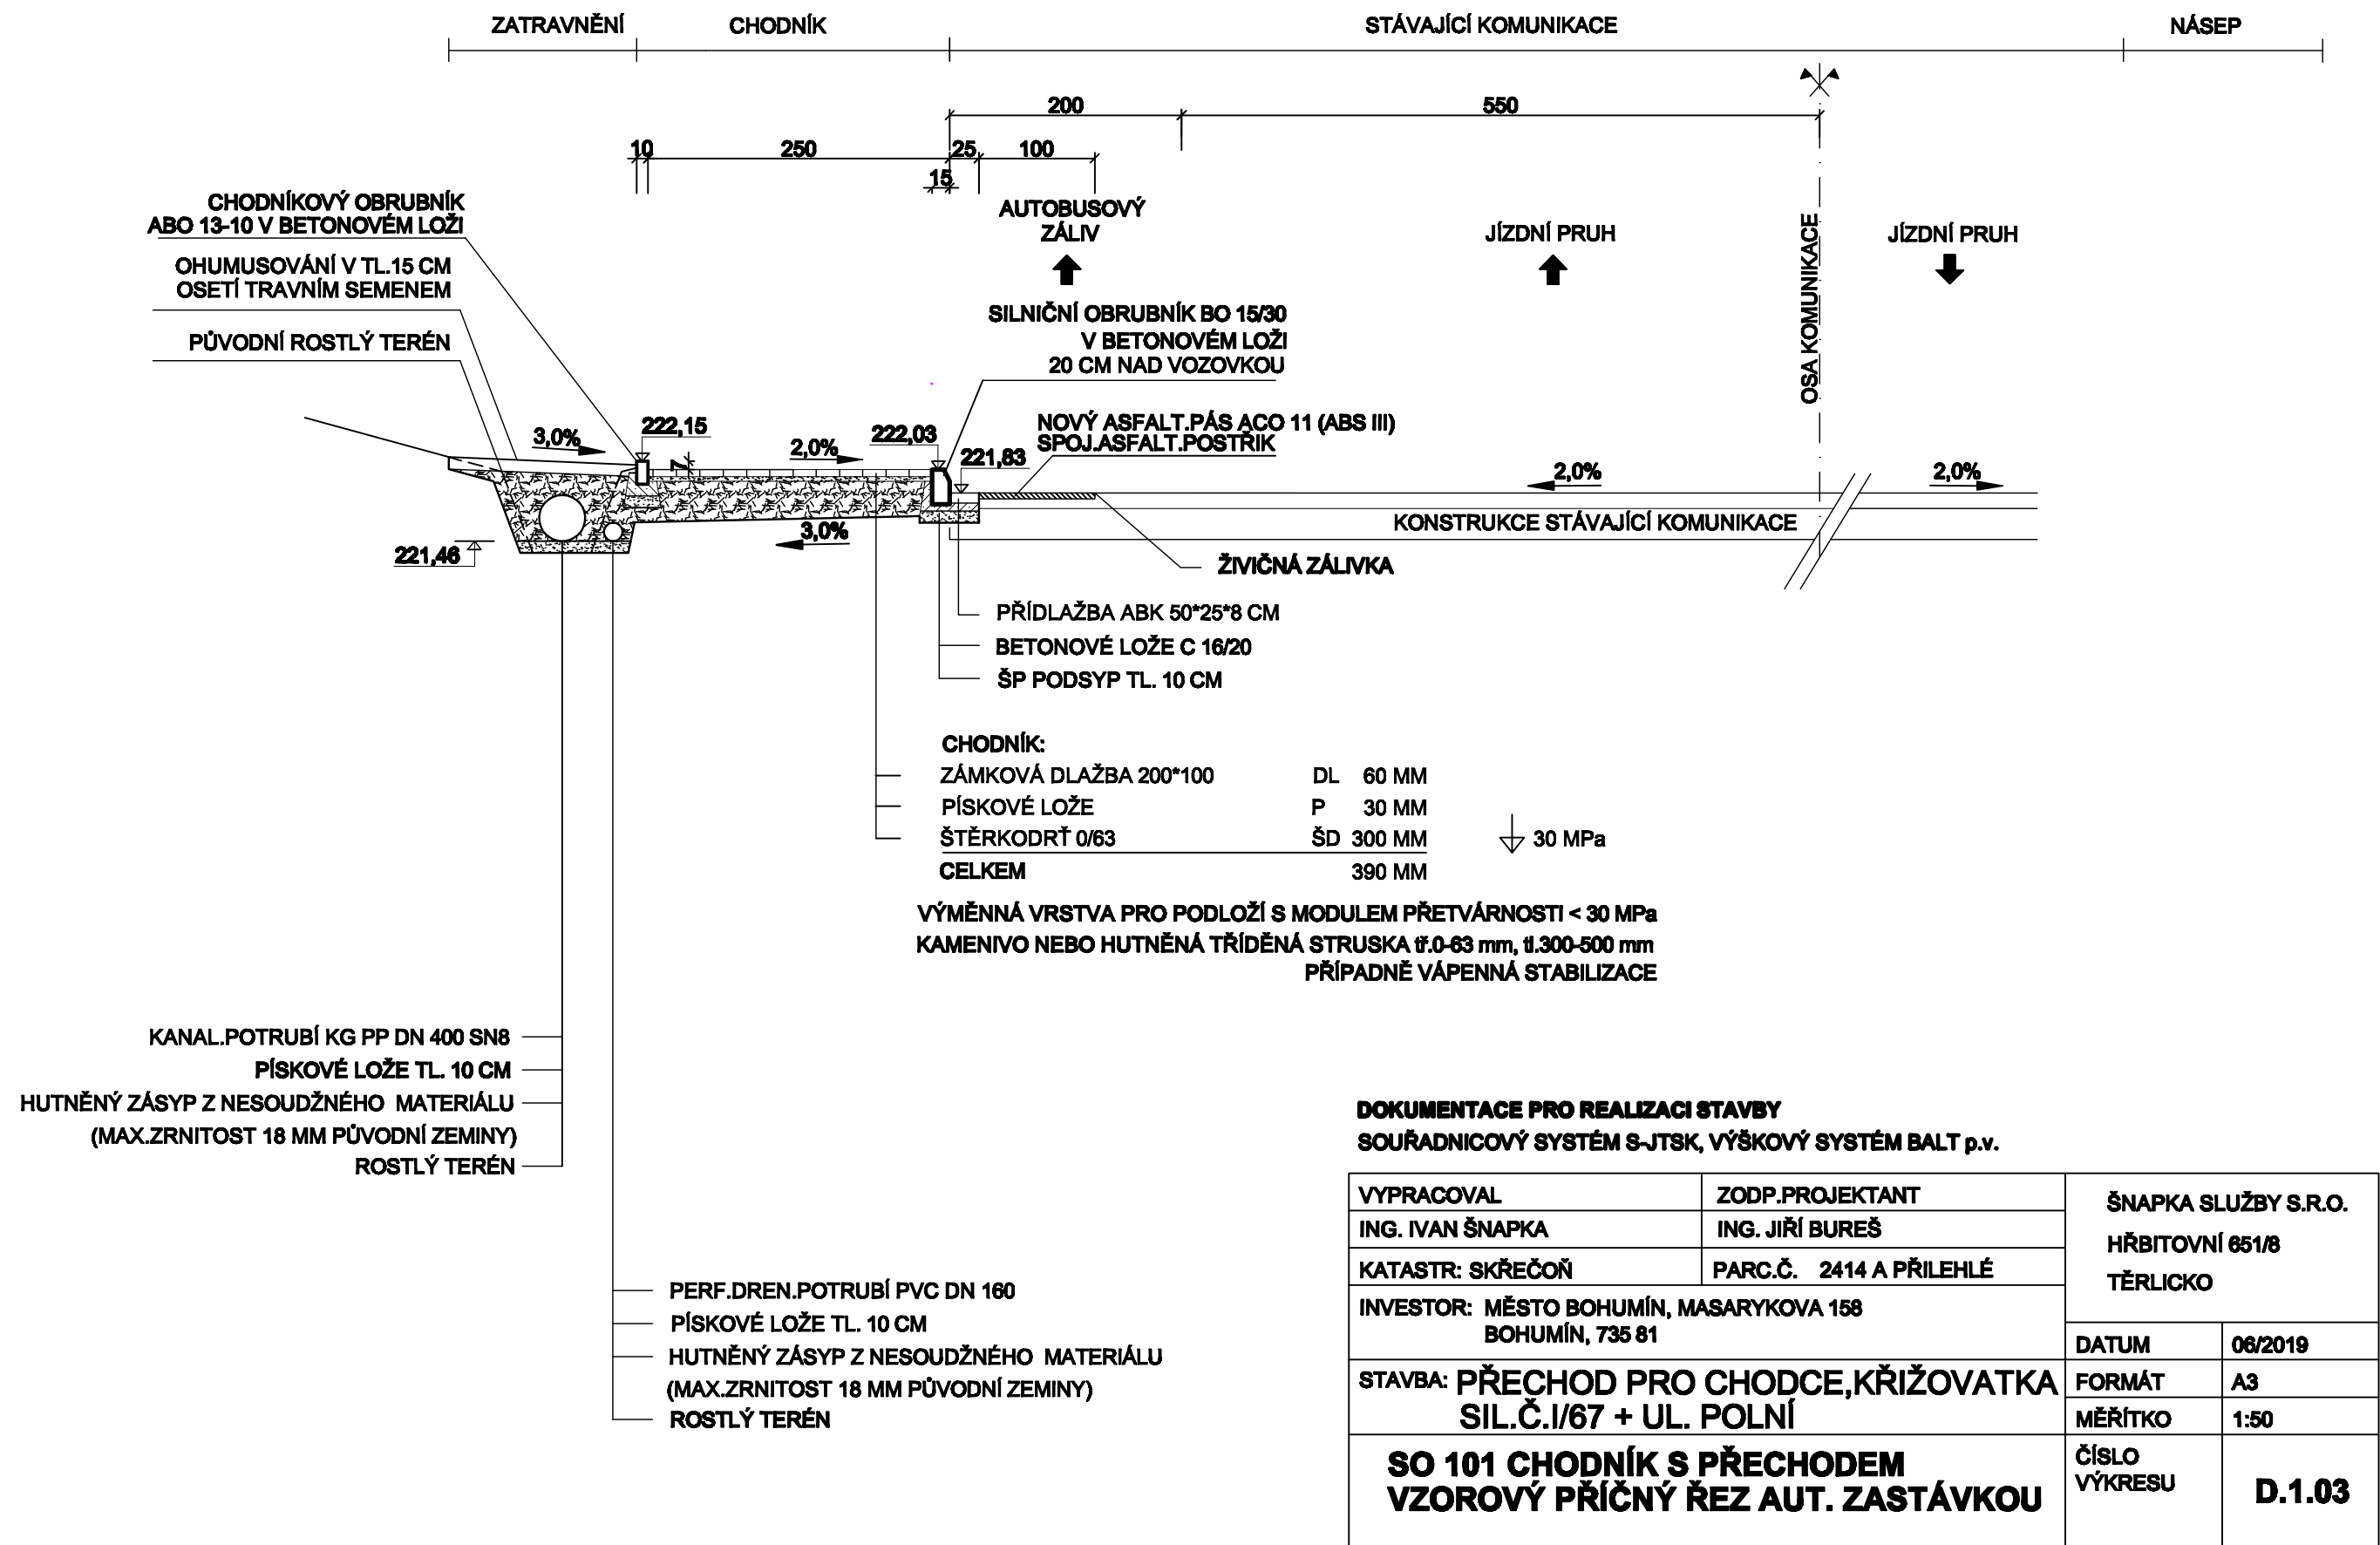 ZATRAVNĚNÍ
CHODNÍK
STÁVAJÍCÍ KOMUNIKACE
NÁSEP
200
550
10
250
25
100
15
CHODNÍKOVÝ OBRUBNÍK
ABO 13-10 V BETONOVÉM LOŽI
OHUMUSOVÁNÍ V TL.15 CM
OSETÍ TRAVNÍM SEMENEM
PŮVODNÍ ROSTLÝ TERÉN
AUTOBUSOVÝ
ZÁLIV
JÍZDNÍ PRUH
OSA KOMUNIKACE
JÍZDNÍ PRUH
SILNIČNÍ OBRUBNÍK BO 15/30
V BETONOVÉM LOŽI
20 CM NAD VOZOVKOU
NOVÝ ASFALT.PÁS ACO 11 (ABS III)
SPOJ.ASFALT.POSTŘIK
3,0%
222,15
7
2,0%
222,03
221,83
2,0%
2,0%
KONSTRUKCE STÁVAJÍCÍ KOMUNIKACE
3,0%
221,46
ŽIVIČNÁ ZÁLIVKA
PŘÍDLAŽBA ABK 50*25*8 CM
BETONOVÉ LOŽE C 16/20
ŠP PODSYP TL. 10 CM
CHODNÍK:
ZÁMKOVÁ DLAŽBA 200*100 DL 60 MM
PÍSKOVÉ LOŽE P 30 MM
ŠTĚRKODRŤ 0/63 ŠD 300 MM 30 MPa
CELKEM 390 MM
VÝMĚNNÁ VRSTVA PRO PODLOŽÍ S MODULEM PŘETVÁRNOSTI < 30 MPa
KAMENIVO NEBO HUTNĚNÁ TŘÍDĚNÁ STRUSKA tř.0-63 mm, tl.300-500 mm
PŘÍPADNĚ VÁPENNÁ STABILIZACE
KANAL.POTRUBÍ KG PP DN 400 SN8
PÍSKOVÉ LOŽE TL. 10 CM
HUTNĚNÝ ZÁSYP Z NESOUDŽNÉHO MATERIÁLU
(MAX.ZRNITOST 18 MM PŮVODNÍ ZEMINY)
ROSTLÝ TERÉN
PERF.DREN.POTRUBÍ PVC DN 160
PÍSKOVÉ LOŽE TL. 10 CM
HUTNĚNÝ ZÁSYP Z NESOUDŽNÉHO MATERIÁLU
(MAX.ZRNITOST 18 MM PŮVODNÍ ZEMINY)
ROSTLÝ TERÉN
DOKUMENTACE PRO REALIZACI STAVBY
SOUŘADNICOVÝ SYSTÉM S-JTSK, VÝŠKOVÝ SYSTÉM BALT p.v.
VYPRACOVAL ZODP.PROJEKTANT
ING. IVAN ŠNAPKA ING. JIŘÍ BUREŠ
KATASTR: SKŘEČOŇ PARC.Č. 2414 A PŘILEHLÉ
ŠNAPKA SLUŽBY S.R.O.
HŘBITOVNÍ 651/8
TĚRLICKO
INVESTOR: MĚSTO BOHUMÍN, MASARYKOVA 158
BOHUMÍN, 735 81
DATUM 06/2019
STAVBA: PŘECHOD PRO CHODCE,KŘIŽOVATKA
SIL.Č.I/67 + UL. POLNÍ
FORMÁT A3
MĚŘÍTKO 1:50
SO 101 CHODNÍK S PŘECHODEM
VZOROVÝ PŘÍČNÝ ŘEZ AUT. ZASTÁVKOU
ČÍSLO
VÝKRESU
D.1.03